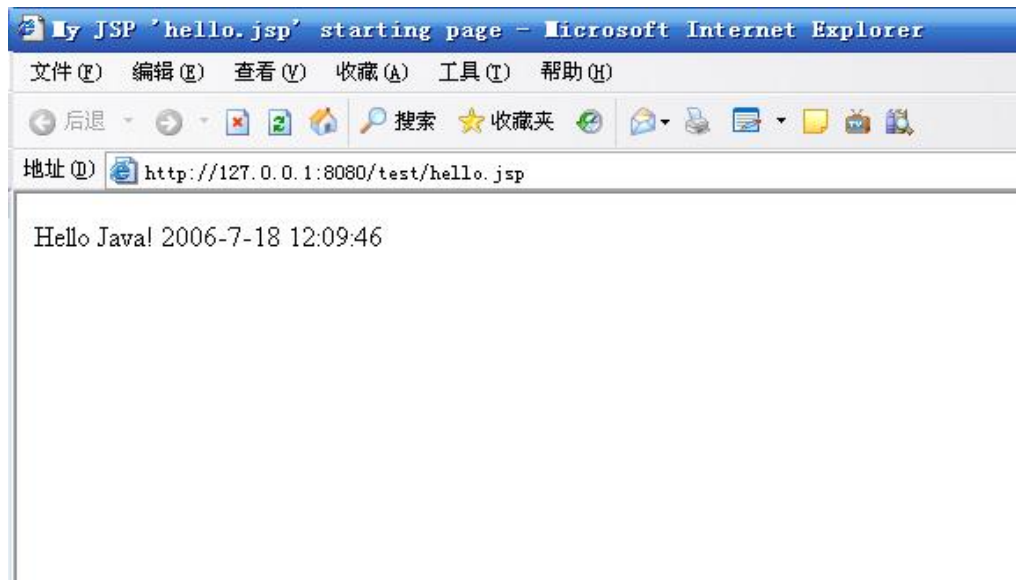 My JSP 'hello.jsp' starting page - Microsoft Internet Explorer
文件(F) 编辑(E) 查看(V) 收藏(A) 工具(T) 帮助(H)
后退 搜索 收藏夹
地址(D) http://127.0.0.1:8080/test/hello.jsp
Hello Java! 2006-7-18 12:09:46